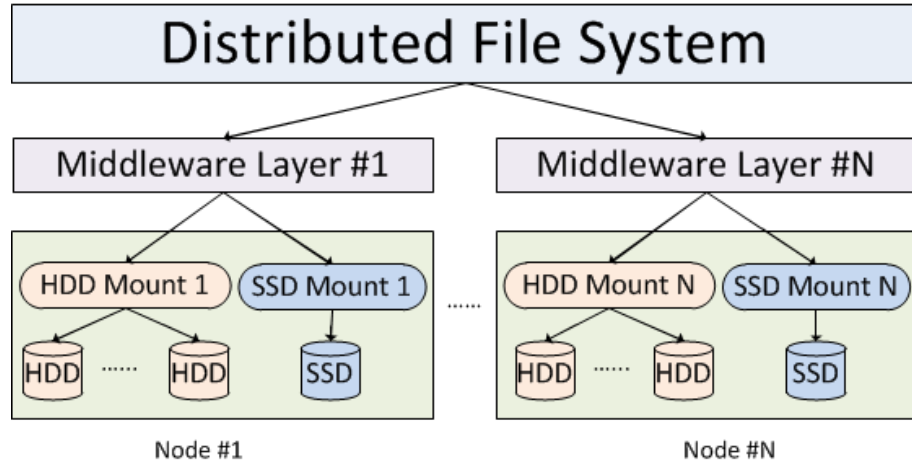 Distributed File System
Middleware Layer #1
Middleware Layer #N
HDD Mount 1
SSD Mount 1
HDD Mount N
SSD Mount N
......
HDD
......
HDD
SSD
HDD
......
HDD
SSD
Node #1
Node #N